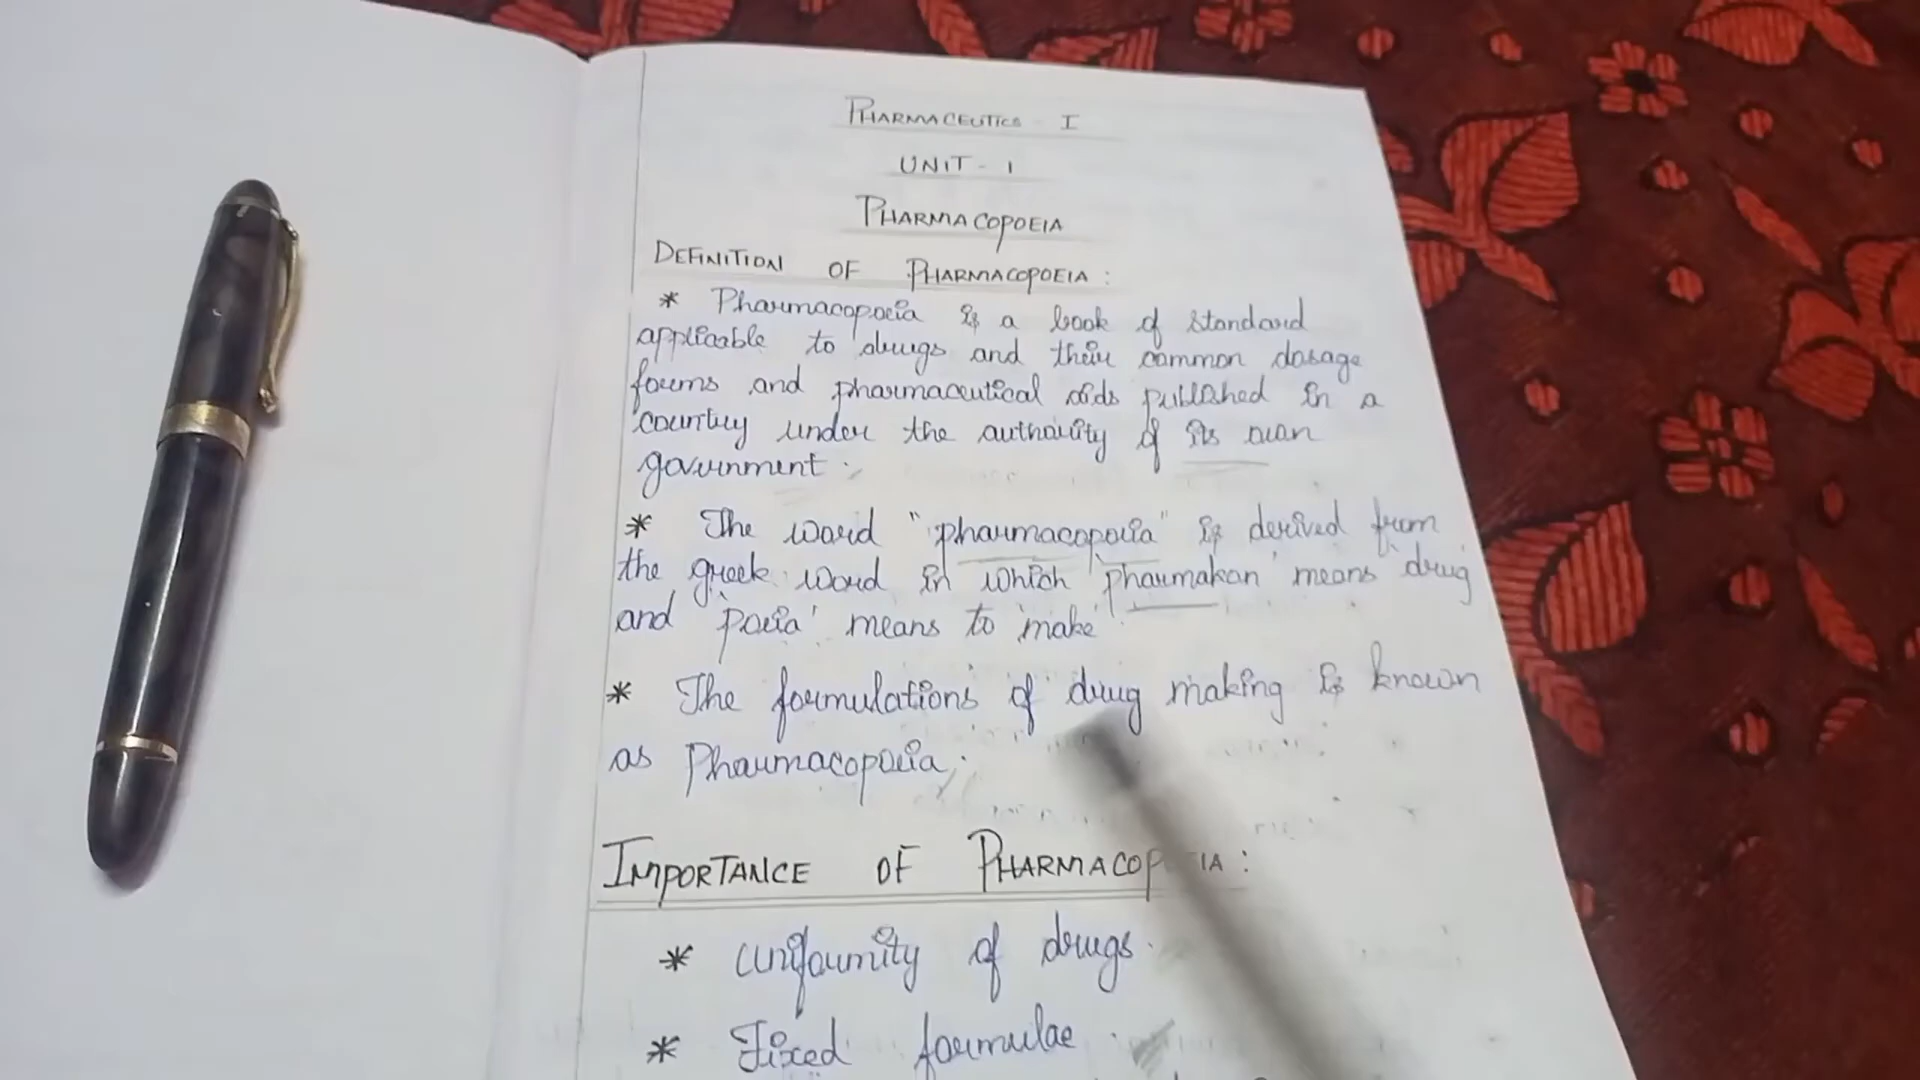 PHARMACEUTICS - I
UNIT - 1
PHARMACOPOEIA
DEFINITION OF PHARMACOPOEIA :
* Pharmacopoeia is a book of standard
applicable to drugs and their common dosage
forms and pharmaceutical aids published in a
country under the authority of its own
government.
* The word "pharmacopoeia" is derived from
the greek word in which 'pharmakon' means 'drug'
and 'poeia' means to 'make'.
* The formulations of drug making is known
as Pharmacopoeia.
IMPORTANCE OF PHARMACOP IA :
* Uniformity of drugs.
* Fixed formulae